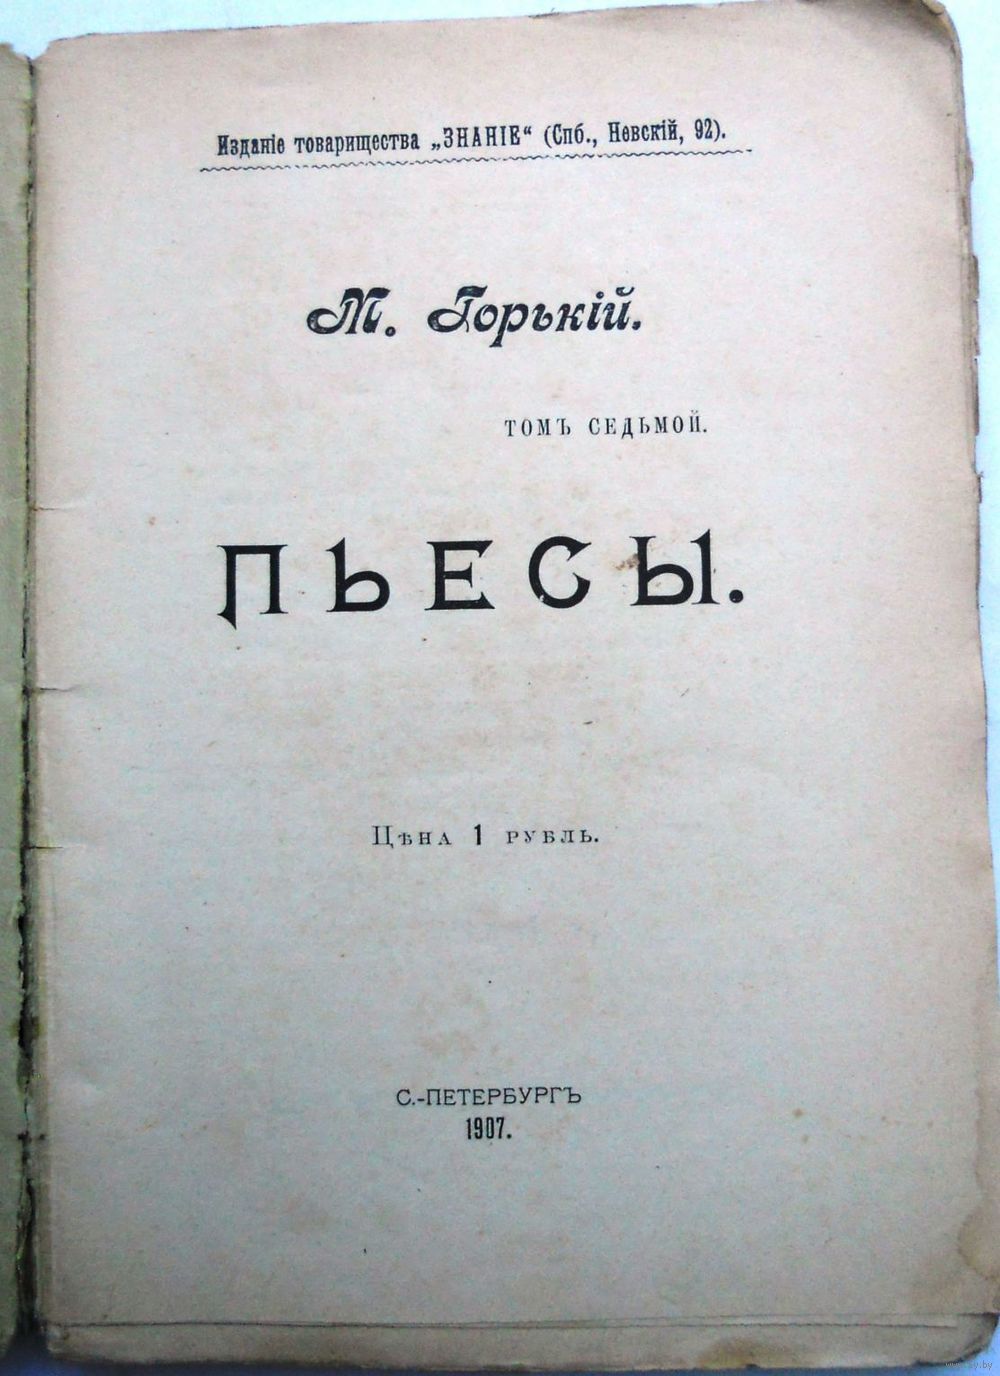 Изданіе товарищества „ЗНАНІЕ“ (Спб., Невскій, 92).
М. Горькій.
ТОМЪ СЕДЬМОЙ.
ПЬЕСЫ.
Цѣна 1 рубль.
С.-ПЕТЕРБУРГЪ
1907.